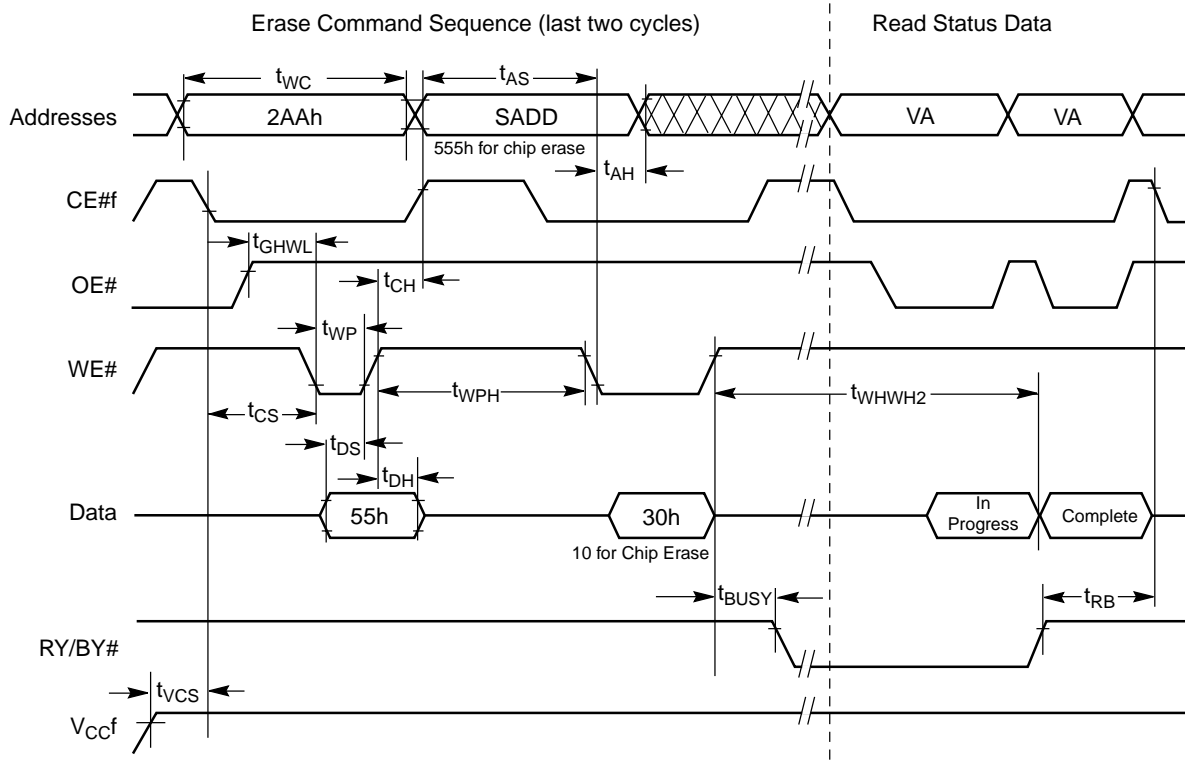 Erase Command Sequence (last two cycles)
Read Status Data
tWC
tAS
Addresses
2AAh
SADD
VA
VA
555h for chip erase
tAH
CE#f
tGHWL
OE#
tCH
tWP
WE#
tWPH
tWHWH2
tCS
tDS
tDH
Data
55h
30h
In
Progress
Complete
10 for Chip Erase
tBUSY
tRB
RY/BY#
tVCS
VCCf